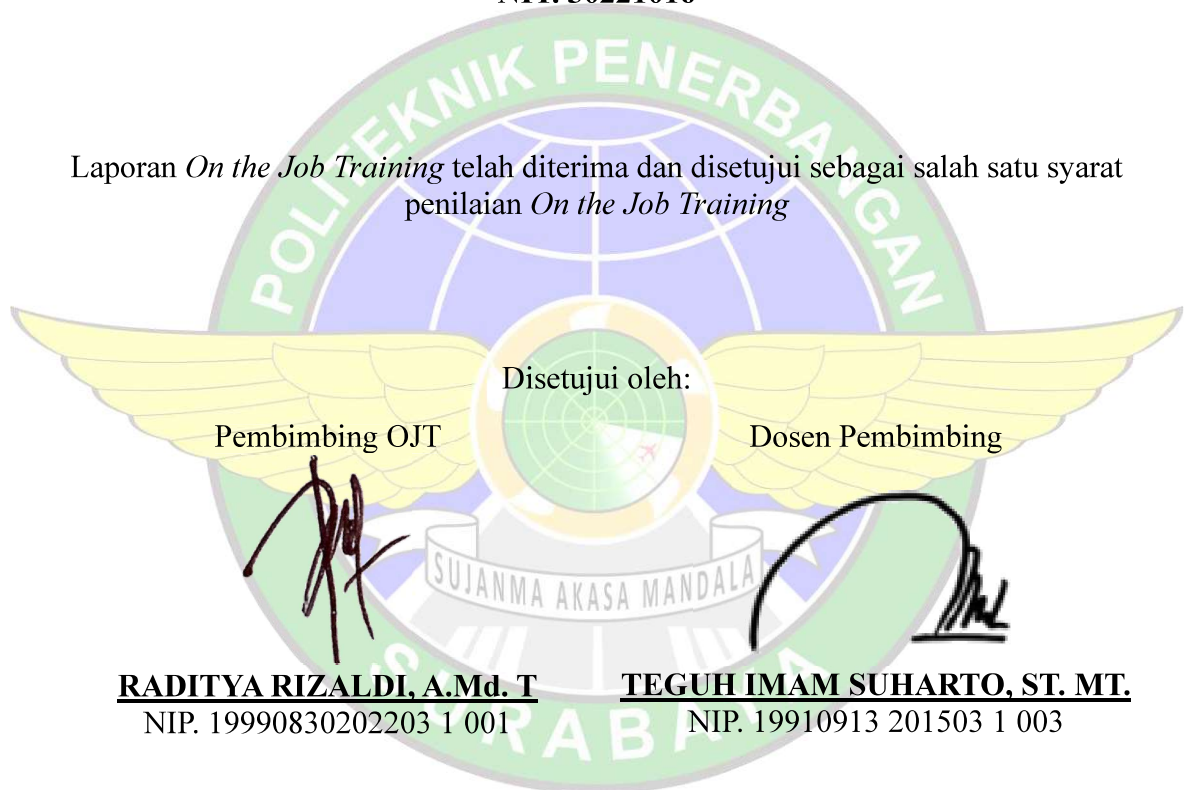 Laporan On the Job Training telah diterima dan disetujui sebagai salah satu syarat
penilaian On the Job Training
POLITEKNIK PENERBANGAN
Disetujui oleh:
Pembimbing OJT
Dosen Pembimbing
SUJANMA AKASA MANDALA
RADITYA RIZALDI, A.Md. T
NIP. 19990830202203 1 001
TEGUH IMAM SUHARTO, ST. MT.
NIP. 19910913 201503 1 003
SURABAYA